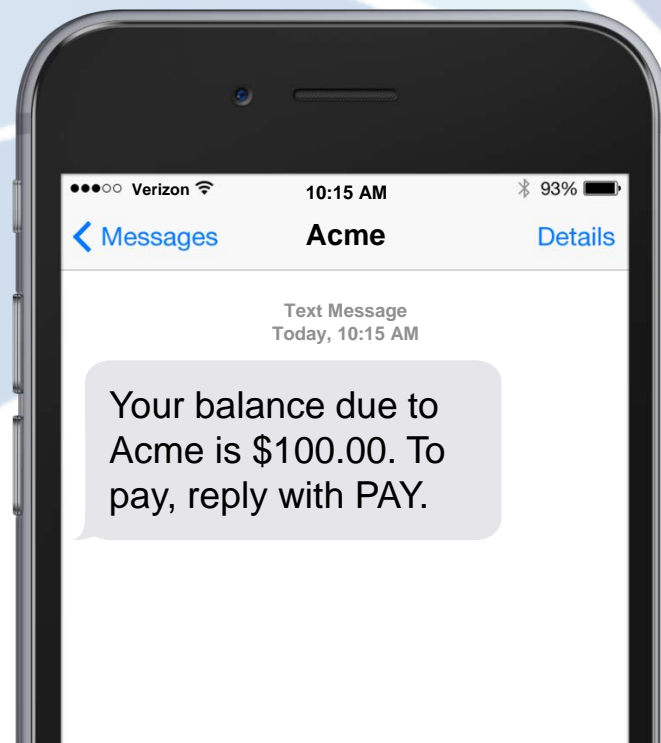 ●●●○○ Verizon 10:15 AM 93%
Messages Acme Details
Text Message
Today, 10:15 AM
Your balance due to
Acme is $100.00. To
pay, reply with PAY.